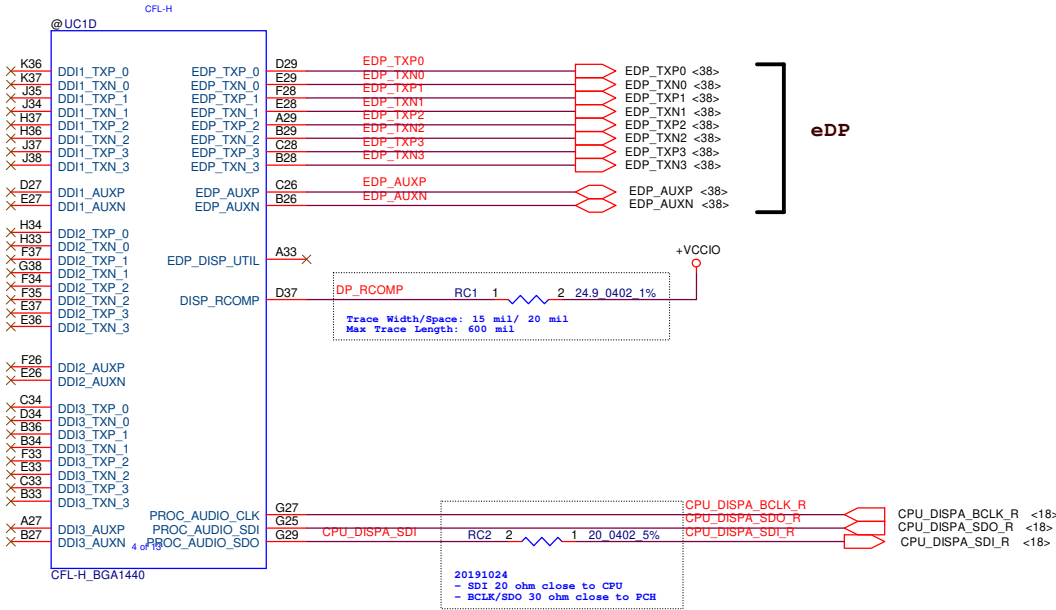 CFL-H
@UC1D
K36 DDI1_TXP_0 EDP_TXP_0 D29 EDP_TXP0 EDP_TXP0 <38>
K37 DDI1_TXN_0 EDP_TXN_0 E29 EDP_TXN0 EDP_TXN0 <38>
J35 DDI1_TXP_1 EDP_TXP_1 F28 EDP_TXP1 EDP_TXP1 <38>
J34 DDI1_TXN_1 EDP_TXN_1 E28 EDP_TXN1 EDP_TXN1 <38>
H37 DDI1_TXP_2 EDP_TXP_2 A29 EDP_TXP2 EDP_TXP2 <38>
H36 DDI1_TXN_2 EDP_TXN_2 B29 EDP_TXN2 EDP_TXN2 <38>
J37 DDI1_TXP_3 EDP_TXP_3 C28 EDP_TXP3 EDP_TXP3 <38>
J38 DDI1_TXN_3 EDP_TXN_3 B28 EDP_TXN3 EDP_TXN3 <38>
eDP
D27 DDI1_AUXP EDP_AUXP C26 EDP_AUXP EDP_AUXP <38>
E27 DDI1_AUXN EDP_AUXN B26 EDP_AUXN EDP_AUXN <38>
H34 DDI2_TXP_0
H33 DDI2_TXN_0
F37 DDI2_TXP_1 EDP_DISP_UTIL A33
+VCCIO
G38 DDI2_TXN_1
F34 DDI2_TXP_2
F35 DDI2_TXN_2 DISP_RCOMP D37 DP_RCOMP RC1 1 2 24.9_0402_1%
E37 DDI2_TXP_3
E36 DDI2_TXN_3
Trace Width/Space: 15 mil/ 20 mil
Max Trace Length: 600 mil
F26 DDI2_AUXP
E26 DDI2_AUXN
C34 DDI3_TXP_0
D34 DDI3_TXN_0
B36 DDI3_TXP_1
B34 DDI3_TXN_1
F33 DDI3_TXP_2
E33 DDI3_TXN_2
C33 DDI3_TXP_3
B33 DDI3_TXN_3
PROC_AUDIO_CLK G27 CPU_DISPA_BCLK_R CPU_DISPA_BCLK_R <18>
A27 DDI3_AUXP PROC_AUDIO_SDI G25 CPU_DISPA_SDO_R CPU_DISPA_SDO_R <18>
B27 DDI3_AUXN PROC_AUDIO_SDO G29 CPU_DISPA_SDI RC2 2 1 20_0402_5% CPU_DISPA_SDI_R CPU_DISPA_SDI_R <18>
4 of 13
CFL-H_BGA1440
20191024
- SDI 20 ohm close to CPU
- BCLK/SDO 30 ohm close to PCH